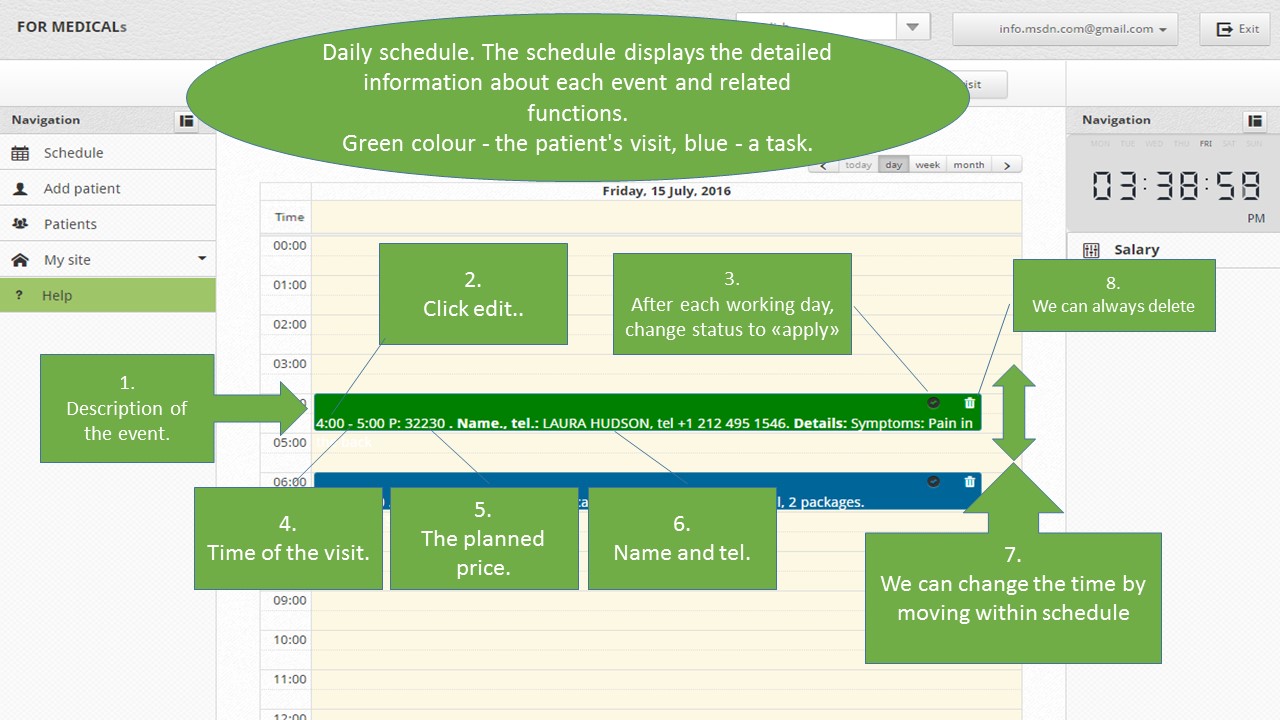 FOR MEDICALs
info.msdn.com@gmail.com
Exit
Daily schedule. The schedule displays the detailed
information about each event and related
functions.
Green colour - the patient's visit, blue - a task.
Navigation
Schedule
Add patient
Patients
My site
? Help
today day week month
Friday, 15 July, 2016
Time
00:00
01:00
02:00
03:00
05:00
06:00
09:00
10:00
11:00
12:00
Navigation
MON TUE WED THU FRI SAT SUN
03:38:58
PM
Salary
1.
Description of
the event.
2.
Click edit..
3.
After each working day,
change status to «apply»
8.
We can always delete
4:00 - 5:00 P: 32230 . Name., tel.: LAURA HUDSON, tel +1 212 495 1546. Details: Symptoms: Pain in
l, 2 packages.
4.
Time of the visit.
5.
The planned
price.
6.
Name and tel.
7.
We can change the time by
moving within schedule